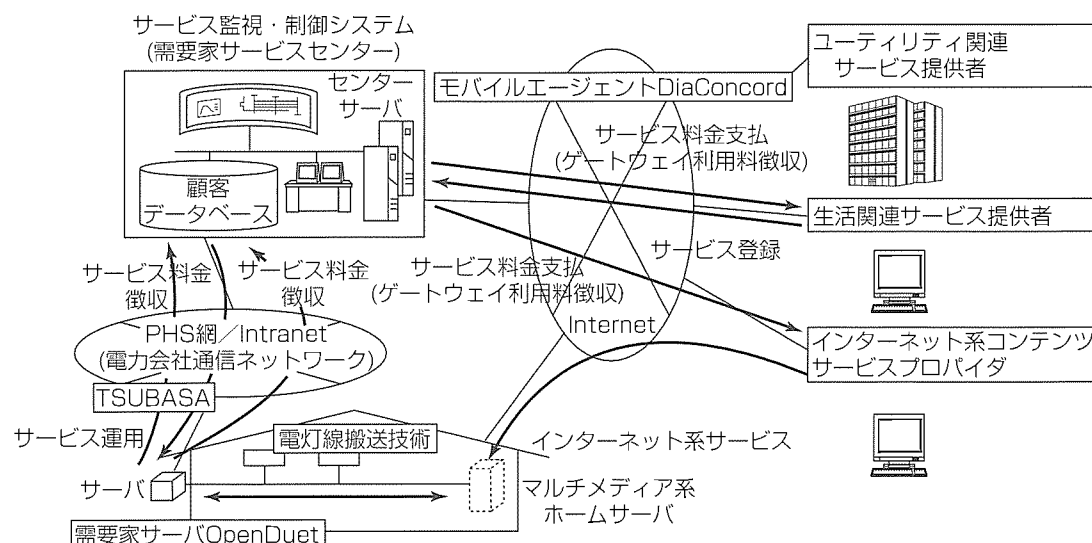 サービス監視・制御システム
(需要家サービスセンター)
センター
サーバ
顧客
データベース
モバイルエージェントDiaConcord
ユーティリティ関連
サービス提供者
サービス料金支払
(ゲートウェイ利用料徴収)
生活関連サービス提供者
サービス登録
サービス料金
徴収
サービス料金
徴収
サービス料金支払
(ゲートウェイ利用料徴収)
Internet
インターネット系コンテンツ
サービスプロバイダ
PHS網/Intranet
(電力会社通信ネットワーク)
TSUBASA
サービス運用
電灯線搬送技術
インターネット系サービス
サーバ
マルチメディア系
ホームサーバ
需要家サーバOpenDuet